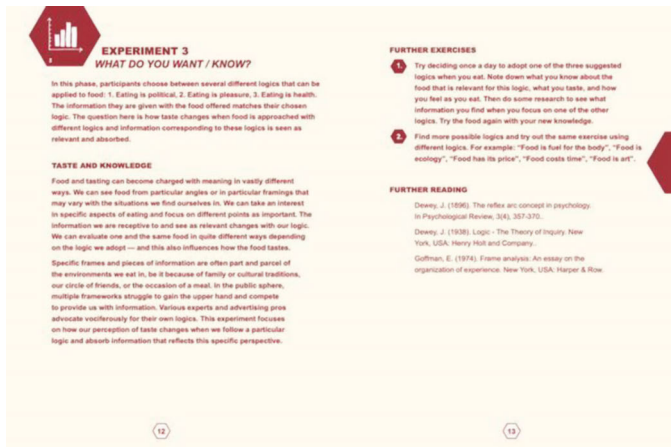 EXPERIMENT 3
WHAT DO YOU WANT / KNOW?
In this phase, participants choose between several different logics that can be
applied to food: 1. Eating is political, 2. Eating is pleasure, 3. Eating is health.
The information they are given with the food offered matches their chosen
logic. The question here is how taste changes when food is approached with
different logics and information corresponding to these logics is seen as
relevant and absorbed.
TASTE AND KNOWLEDGE
Food and tasting can become charged with meaning in vastly different
ways. We can see food from particular angles or in particular framings that
may vary with the situations we find ourselves in. We can take an interest
in specific aspects of eating and focus on different points as important. The
information we are receptive to and see as relevant changes with our logic.
We can evaluate one and the same food in quite different ways depending
on the logic we adopt — and this also influences how the food tastes.
Specific frames and pieces of information are often part and parcel of
the environments we eat in, be it because of family or cultural traditions,
our circle of friends, or the occasion of a meal. In the public sphere,
multiple frameworks struggle to gain the upper hand and compete
to provide us with information. Various experts and advertising pros
advocate vociferously for their own logics. This experiment focuses
on how our perception of taste changes when we follow a particular
logic and absorb information that reflects this specific perspective.
12
FURTHER EXERCISES
1. Try deciding once a day to adopt one of the three suggested
logics when you eat. Note down what you know about the
food that is relevant for this logic, what you taste, and how
you feel as you eat. Then do some research to see what
information you find when you focus on one of the other
logics. Try the food again with your new knowledge.
2. Find more possible logics and try out the same exercise using
different logics. For example: “Food is fuel for the body”, “Food is
ecology”, “Food has its price”, “Food costs time”, “Food is art”.
FURTHER READING
Dewey, J. (1896). The reflex arc concept in psychology.
In Psychological Review, 3(4), 357-370.
Dewey, J. (1938). Logic - The Theory of Inquiry. New
York, USA: Henry Holt and Company.
Goffman, E. (1974). Frame analysis: An essay on the
organization of experience. New York, USA: Harper & Row.
13